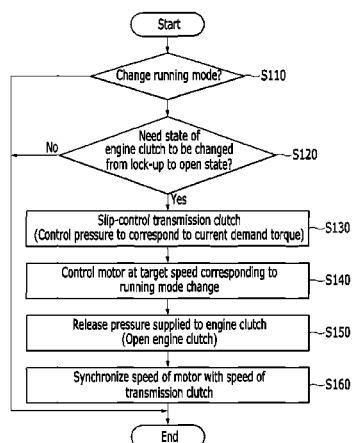 Start
Change running mode?
S110
Need state of
engine clutch to be changed
from lock-up to open state?
No
S120
Yes
Slip-control transmission clutch
(Control pressure to correspond to current demand torque)
S130
Control motor at target speed corresponding to
running mode change
S140
Release pressure supplied to engine clutch
(Open engine clutch)
S150
Synchronize speed of motor with speed of
transmission clutch
S160
End